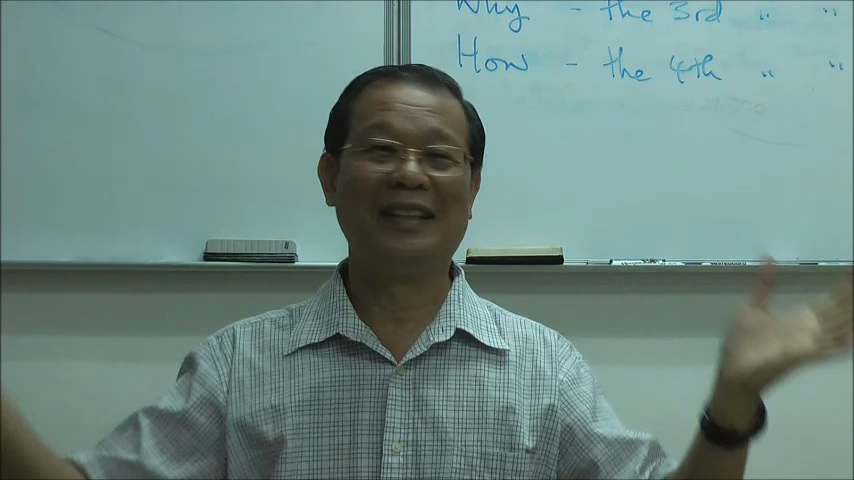 Why - the 3rd " "
How - the 4th " "